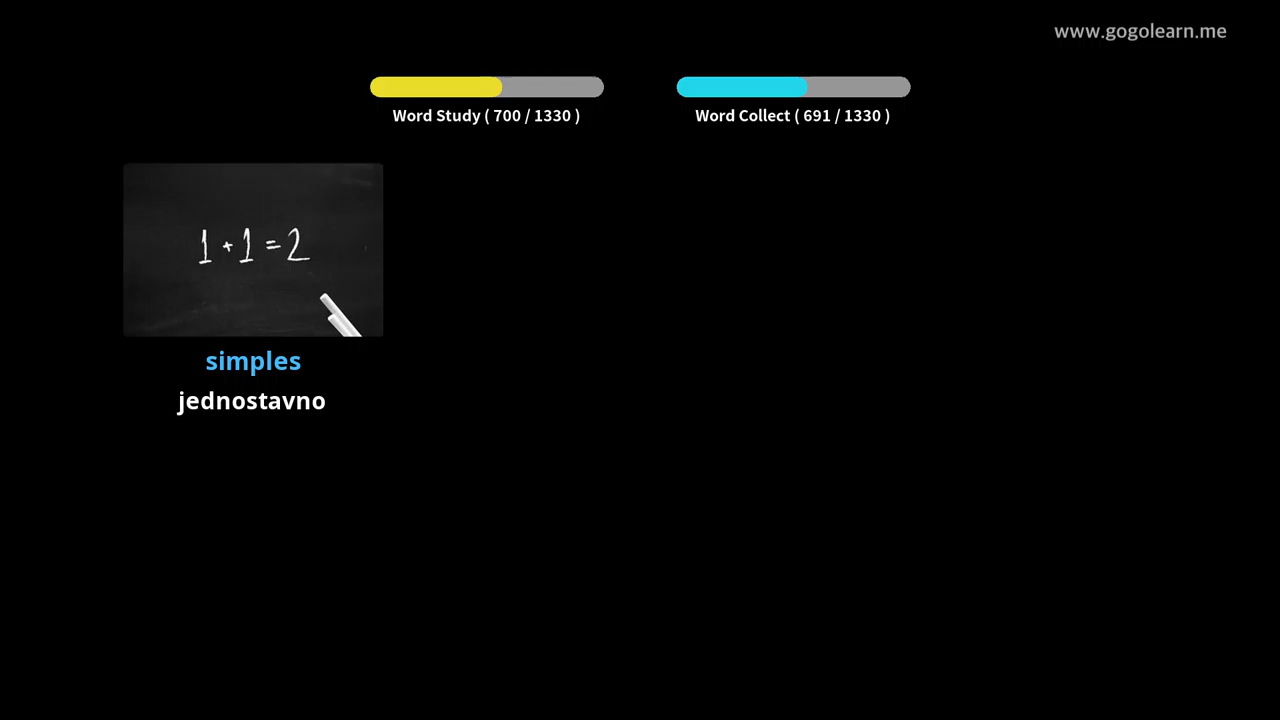 www.gogolearn.me
Word Study ( 700 / 1330 )
Word Collect ( 691 / 1330 )
1 + 1 = 2
simples
jednostavno